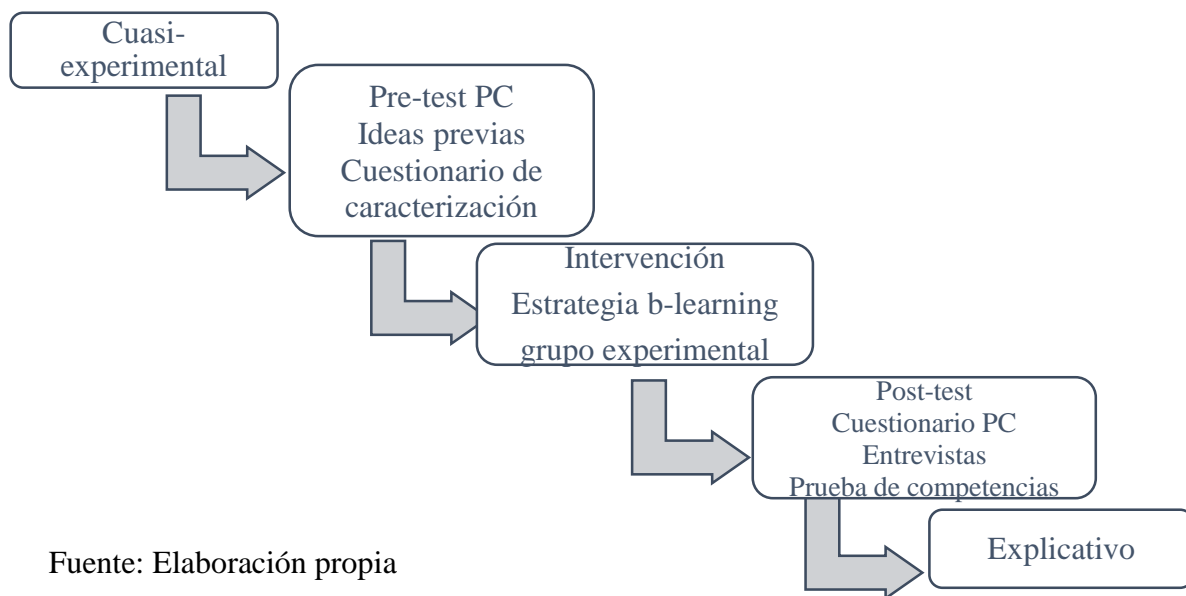 Cuasi-
experimental
Pre-test PC
Ideas previas
Cuestionario de
caracterización
Intervención
Estrategia b-learning
grupo experimental
Post-test
Cuestionario PC
Entrevistas
Prueba de competencias
Explicativo
Fuente: Elaboración propia